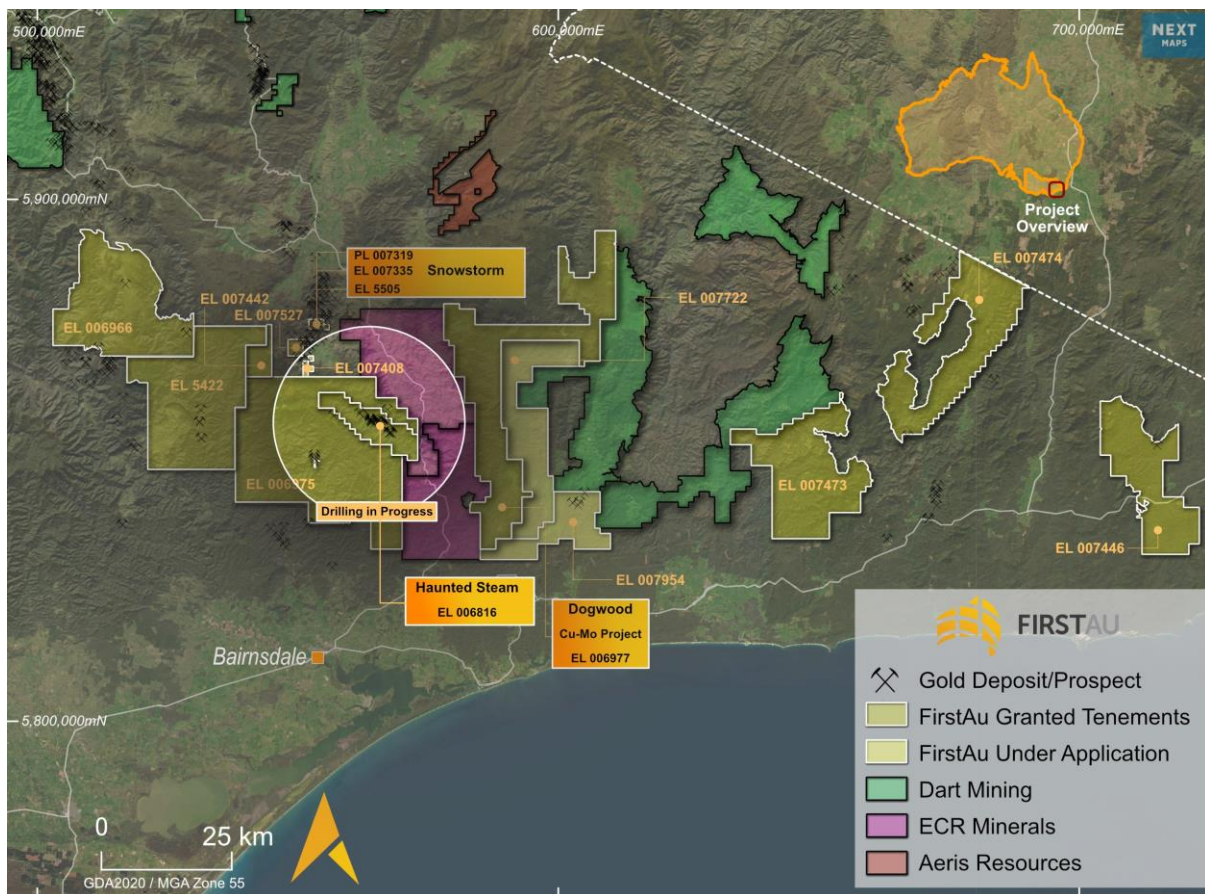 500,000mE
600,000mE
700,000mE
NEXT
MAPS
5,900,000mN
Project
Overview
EL 007474
PL 007319
EL 007335
Snowstorm
EL 5505
EL 007442
EL 007527
EL 007722
EL 006966
EL 007408
EL 5422
EL 006975
EL 007473
Drilling in Progress
EL 007446
EL 007954
Haunted Steam
EL 006816
Dogwood
Cu-Mo Project
EL 006977
Bairnsdale
5,800,000mN
FIRSTAU
Gold Deposit/Prospect
FirstAu Granted Tenements
FirstAu Under Application
Dart Mining
ECR Minerals
Aeris Resources
0
25 km
GDA2020 / MGA Zone 55